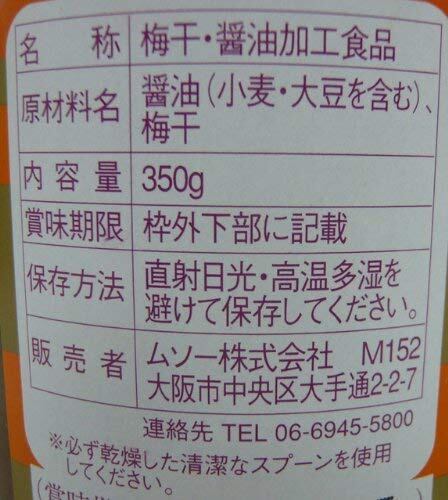 名称 梅干・醤油加工食品
原材料名 醤油（小麦・大豆を含む）、
梅干
内容量 350g
賞味期限 枠外下部に記載
保存方法 直射日光・高温多湿を
避けて保存してください。
販売者 ムソー株式会社 M152
大阪市中央区大手通2-2-7
連絡先 TEL 06-6945-5800
※必ず乾燥した清潔なスプーンを使用
してください。